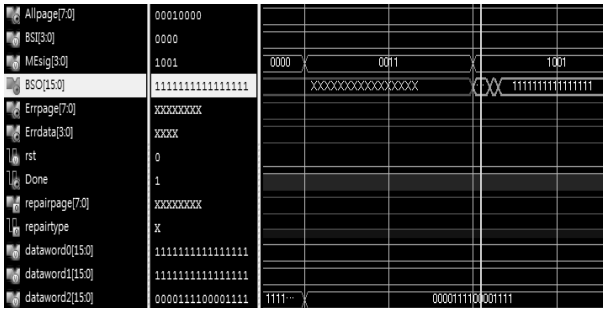 Allpage[7:0] 00010000
BSI[3:0] 0000
MEsig[3:0] 1001 0000 0011 1001
BSO[15:0] 1111111111111111 XXXXXXXXXXXXXXXX 1111111111111111
Errpage[7:0] XXXXXXXX
Errdata[3:0] XXXX
rst 0
Done 1
repairpage[7:0] XXXXXXXX
repairtype X
dataword0[15:0] 1111111111111111
dataword1[15:0] 1111111111111111
dataword2[15:0] 0000111100001111 1111··· 0000111100001111